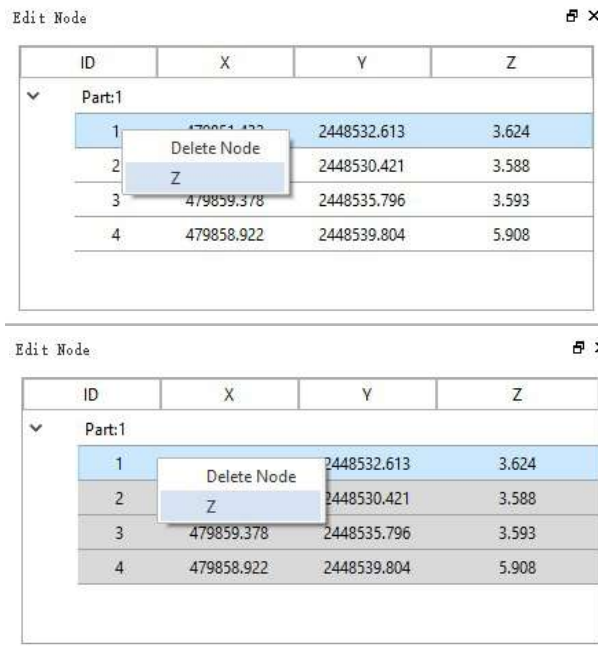 Edit Node
ID X Y Z
Part:1
1 2448532.613 3.624
Delete Node
2 2448530.421 3.588
Z
3 479859.378 2448535.796 3.593
4 479858.922 2448539.804 5.908
Edit Node
ID X Y Z
Part:1
1 2448532.613 3.624
Delete Node
2 2448530.421 3.588
Z
3 479859.378 2448535.796 3.593
4 479858.922 2448539.804 5.908